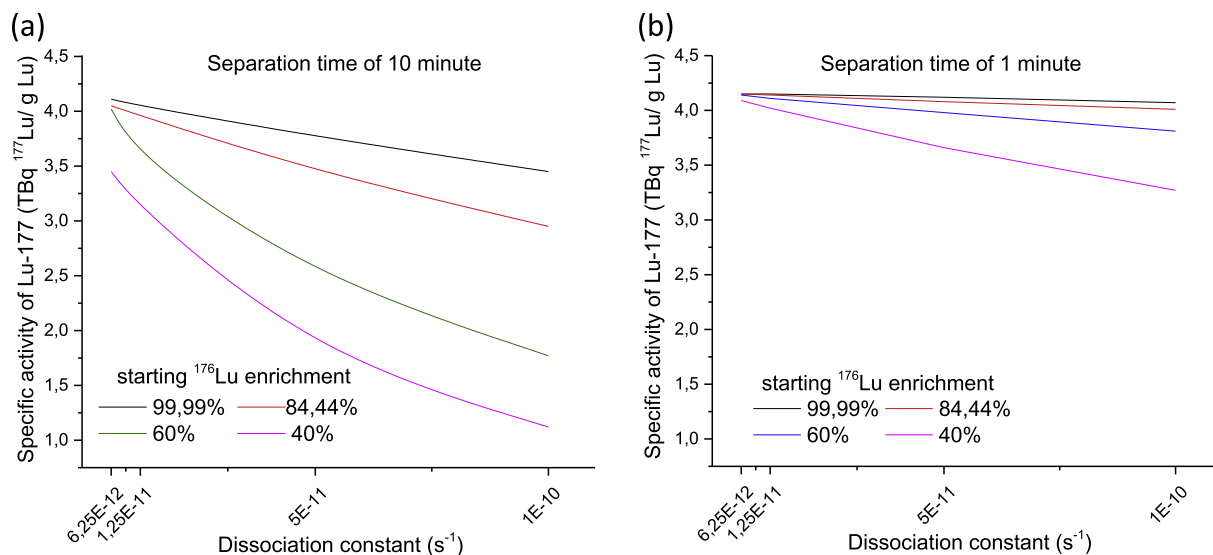 (a)
Separation time of 10 minute
Specific activity of Lu-177 (TBq ¹⁷⁷Lu/ g Lu)
4,5
4,0
3,5
3,0
2,5
2,0
1,5
1,0
starting ¹⁷⁶Lu enrichment
99,99% 84,44%
60% 40%
6,25E-12
1,25E-11
5E-11
1E-10
Dissociation constant (s⁻¹)
(b)
Separation time of 1 minute
Specific activity of Lu-177 (TBq ¹⁷⁷Lu/ g Lu)
4,5
4,0
3,5
3,0
2,5
2,0
1,5
1,0
starting ¹⁷⁶Lu enrichment
99,99% 84,44%
60% 40%
6,25E-12
1,25E-11
5E-11
1E-10
Dissociation constant (s⁻¹)